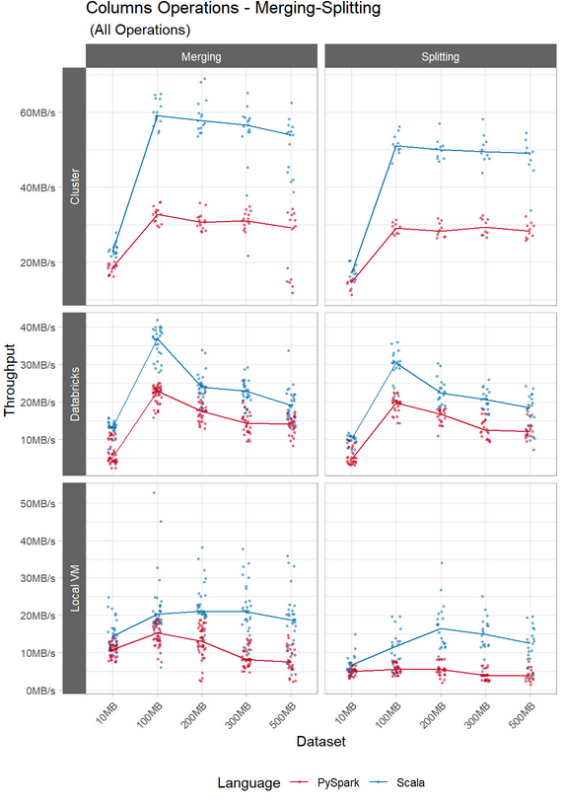 Columns Operations - Merging-Splitting
(All Operations)
Merging
Splitting
Throughput
Cluster
60MB/s
40MB/s
20MB/s
Databricks
40MB/s
30MB/s
20MB/s
10MB/s
Local VM
50MB/s
40MB/s
30MB/s
20MB/s
10MB/s
0MB/s
10MB 100MB 200MB 300MB 500MB 10MB 100MB 200MB 300MB 500MB
Dataset
Language PySpark Scala